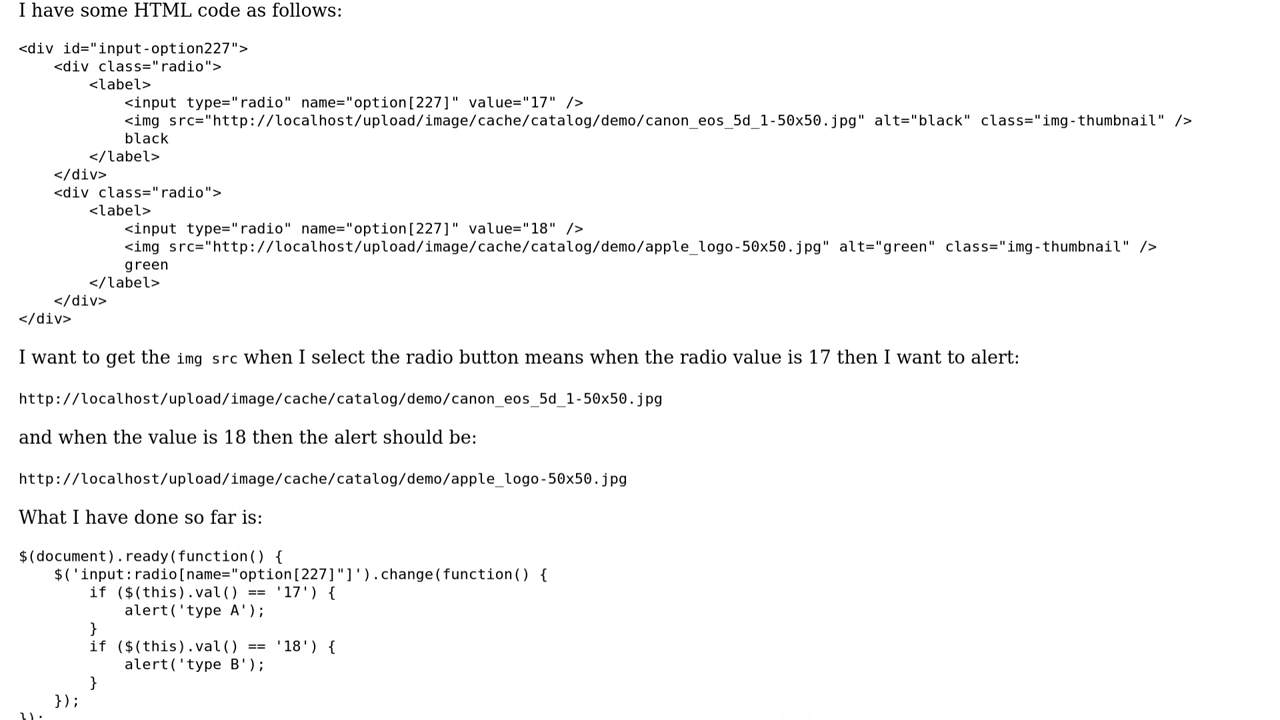 I have some HTML code as follows:
<div id="input-option227">
    <div class="radio">
        <label>
            <input type="radio" name="option[227]" value="17" />
            <img src="http://localhost/upload/image/cache/catalog/demo/canon_eos_5d_1-50x50.jpg" alt="black" class="img-thumbnail" />
            black
        </label>
    </div>
    <div class="radio">
        <label>
            <input type="radio" name="option[227]" value="18" />
            <img src="http://localhost/upload/image/cache/catalog/demo/apple_logo-50x50.jpg" alt="green" class="img-thumbnail" />
            green
        </label>
    </div>
</div>
I want to get the img src when I select the radio button means when the radio value is 17 then I want to alert:
http://localhost/upload/image/cache/catalog/demo/canon_eos_5d_1-50x50.jpg
and when the value is 18 then the alert should be:
http://localhost/upload/image/cache/catalog/demo/apple_logo-50x50.jpg
What I have done so far is:
$(document).ready(function() {
    $('input:radio[name="option[227]"]').change(function() {
        if ($(this).val() == '17') {
            alert('type A');
        }
        if ($(this).val() == '18') {
            alert('type B');
        }
    });
});